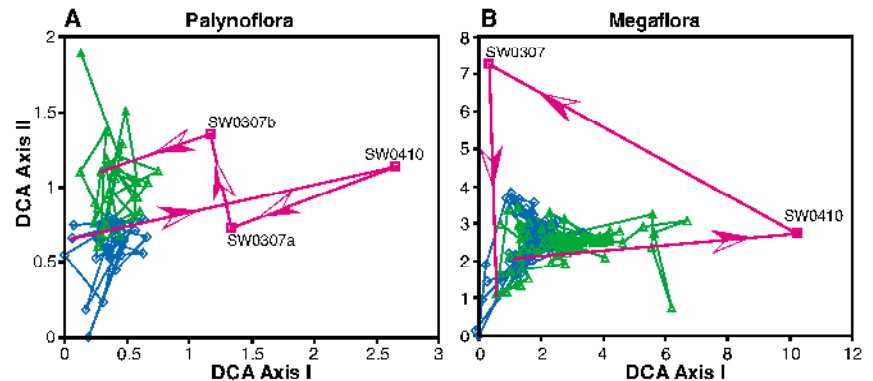 A Palynoflora
DCA Axis II
2
1.5
1
0.5
0
0 0.5 1 1.5 2 2.5 3
DCA Axis I
SW0307b
SW0410
SW0307a
B Megaflora
8
7
6
5
4
3
2
1
0
0 2 4 6 8 10 12
DCA Axis I
SW0307
SW0410